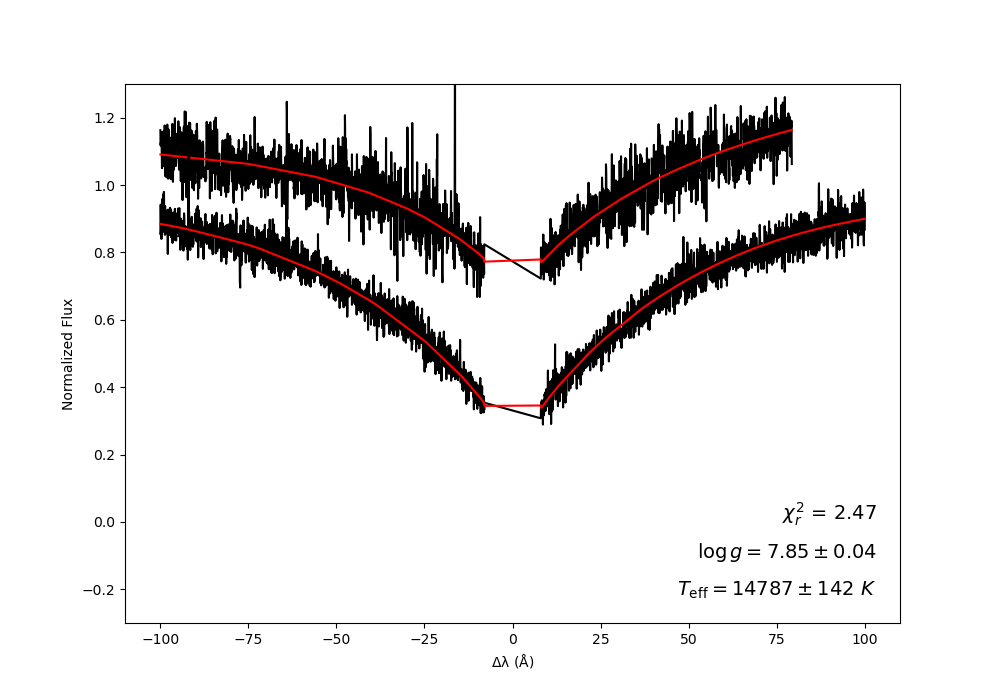 1.2
1.0
0.8
0.6
0.4
0.2
0.0
−0.2
Normalized Flux
χ²ᵣ = 2.47
log g = 7.85 ± 0.04
T_eff = 14787 ± 142 K
−100 −75 −50 −25 0 25 50 75 100
Δλ (Å)